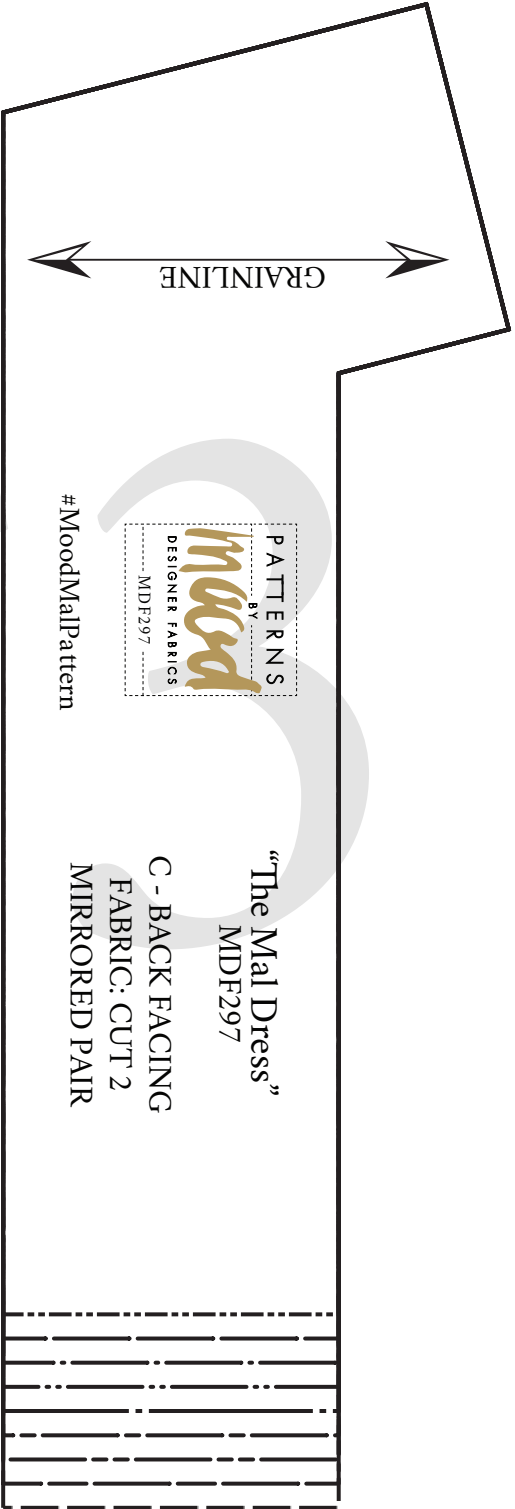 GRAINLINE
3
PATTERNS
BY
mood
DESIGNER FABRICS
MDF297
#MoodMalPattern
“The Mal Dress”
MDF297
C - BACK FACING
FABRIC: CUT 2
MIRRORED PAIR